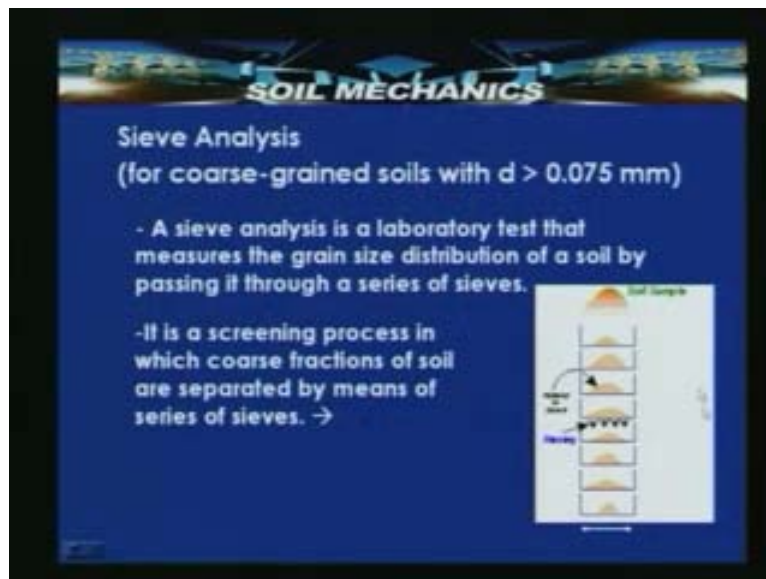 SOIL MECHANICS
Sieve Analysis
(for coarse-grained soils with d > 0.075 mm)
- A sieve analysis is a laboratory test that
measures the grain size distribution of a soil by
passing it through a series of sieves.
Soil Sample
-It is a screening process in
which coarse fractions of soil
are separated by means of
series of sieves. →
Passing